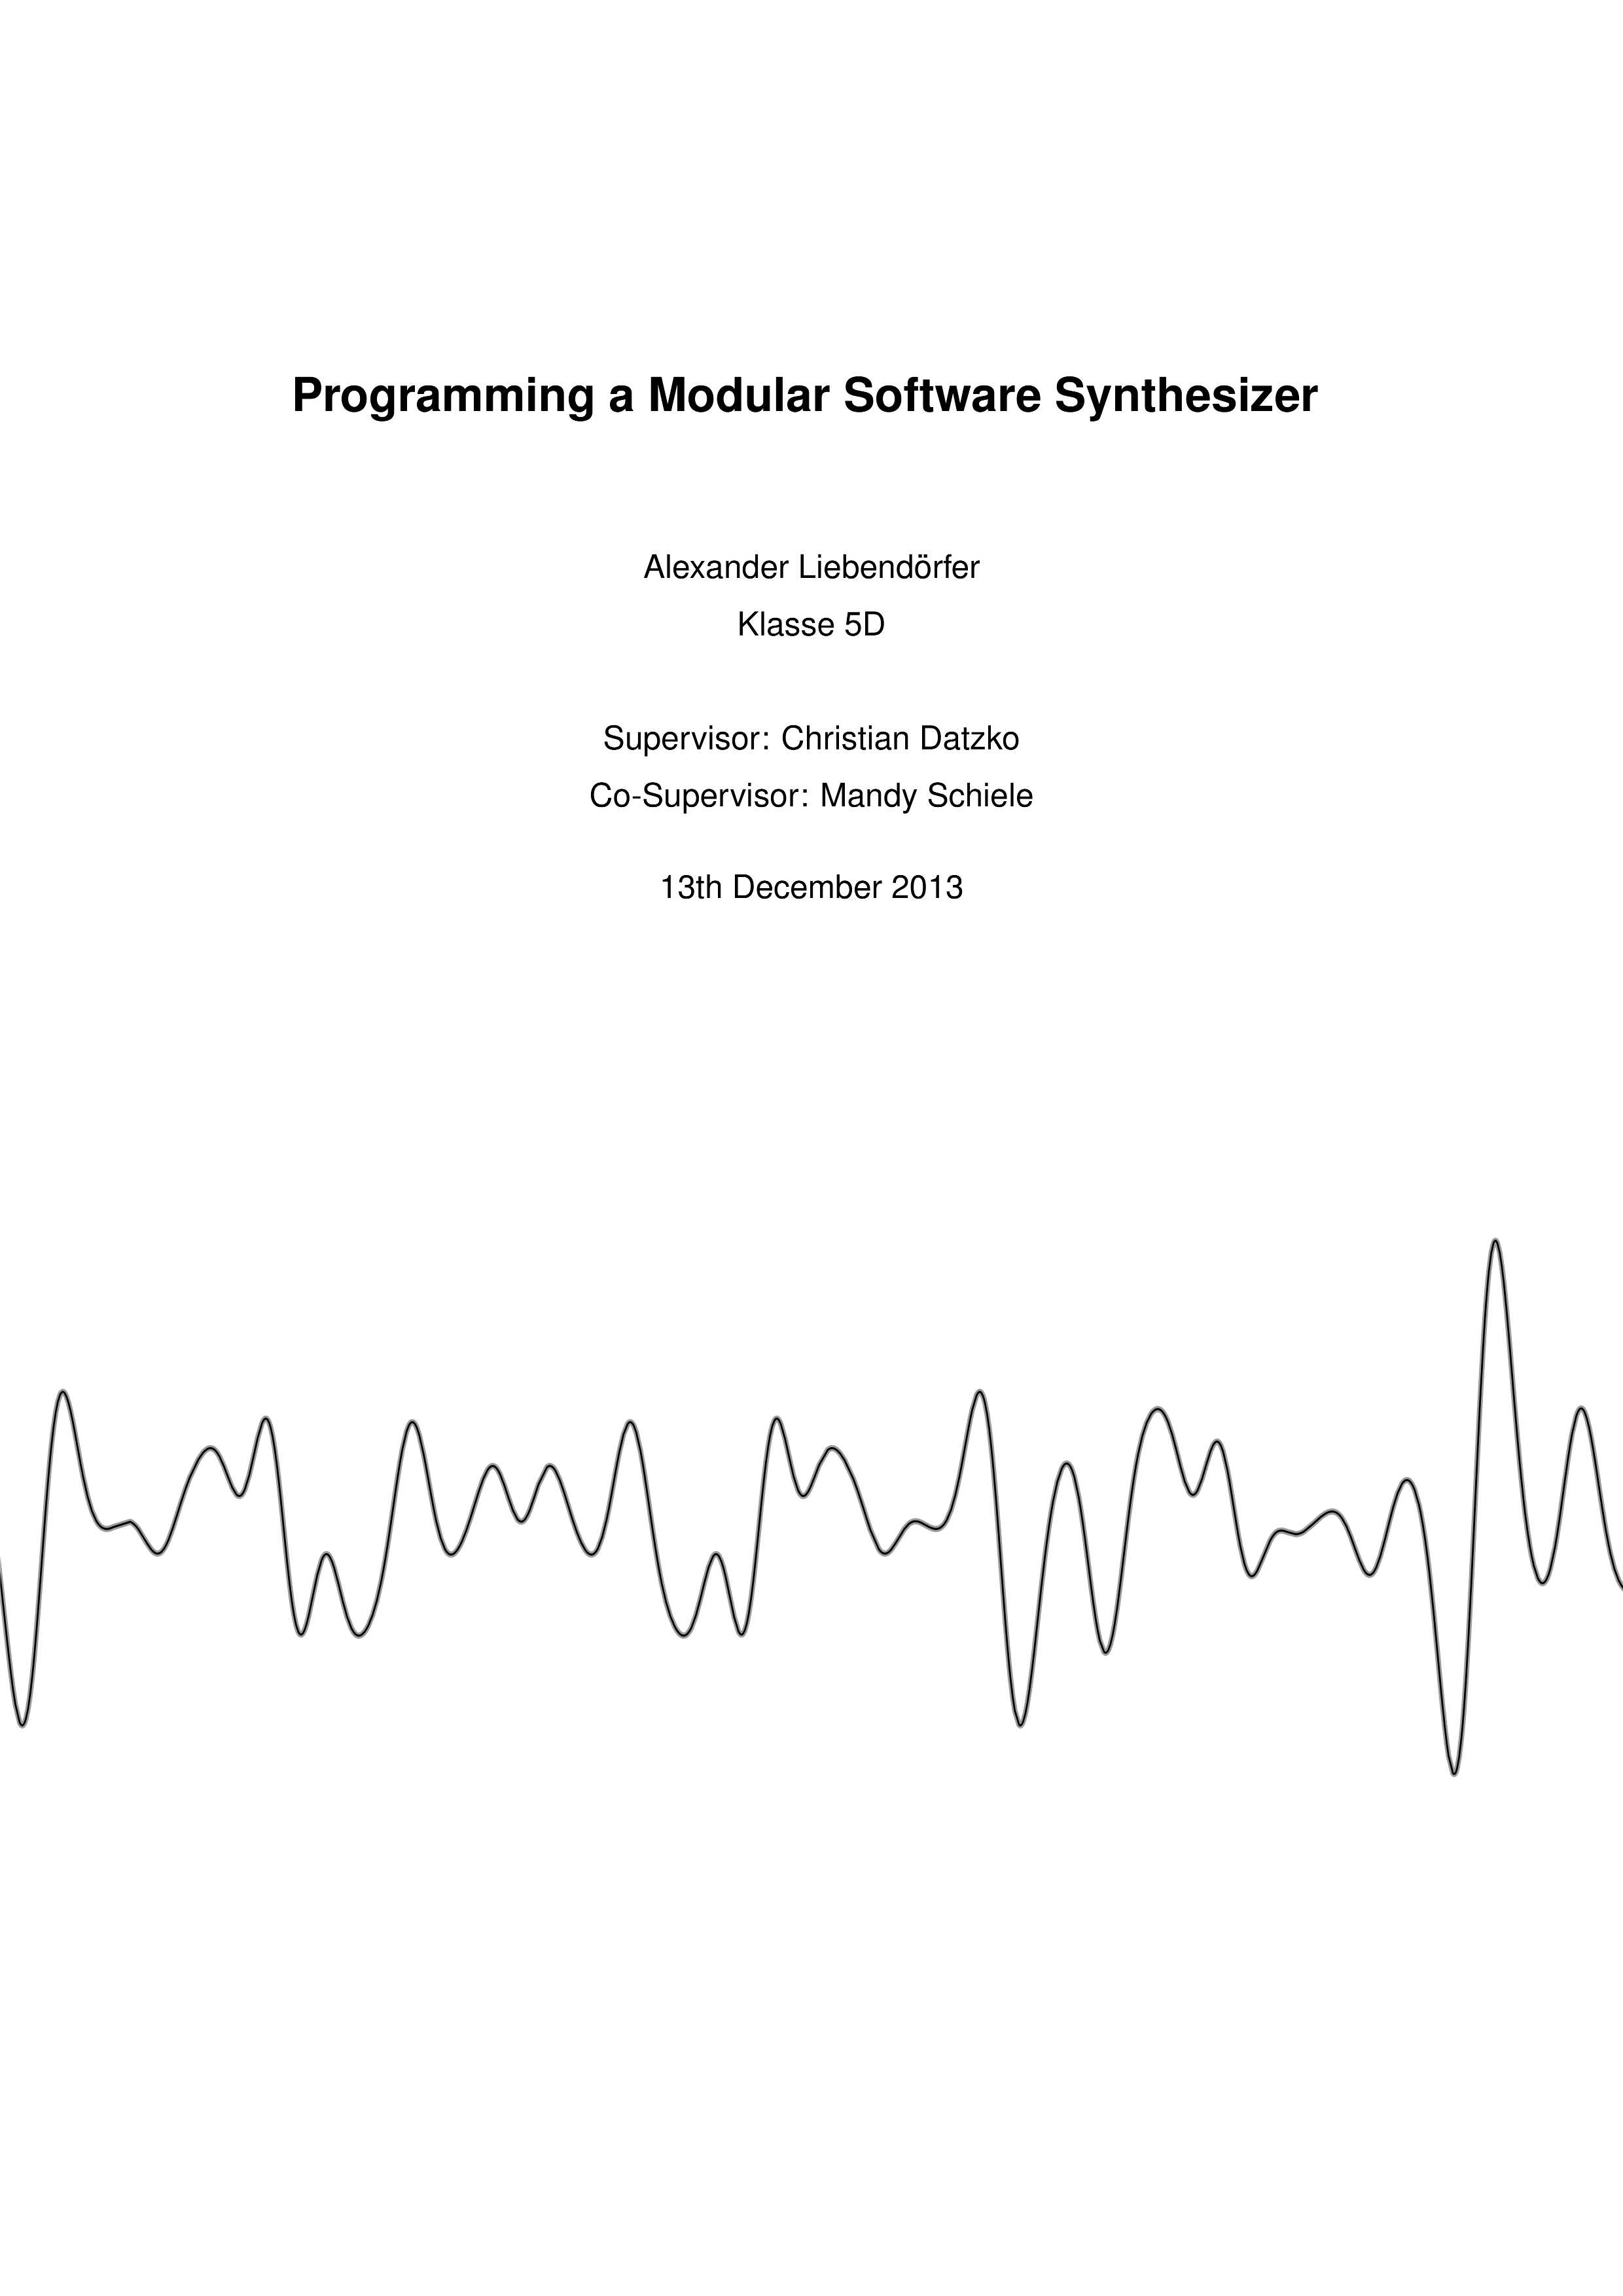 Programming a Modular Software Synthesizer
Alexander Liebendörfer
Klasse 5D
Supervisor: Christian Datzko
Co-Supervisor: Mandy Schiele
13th December 2013